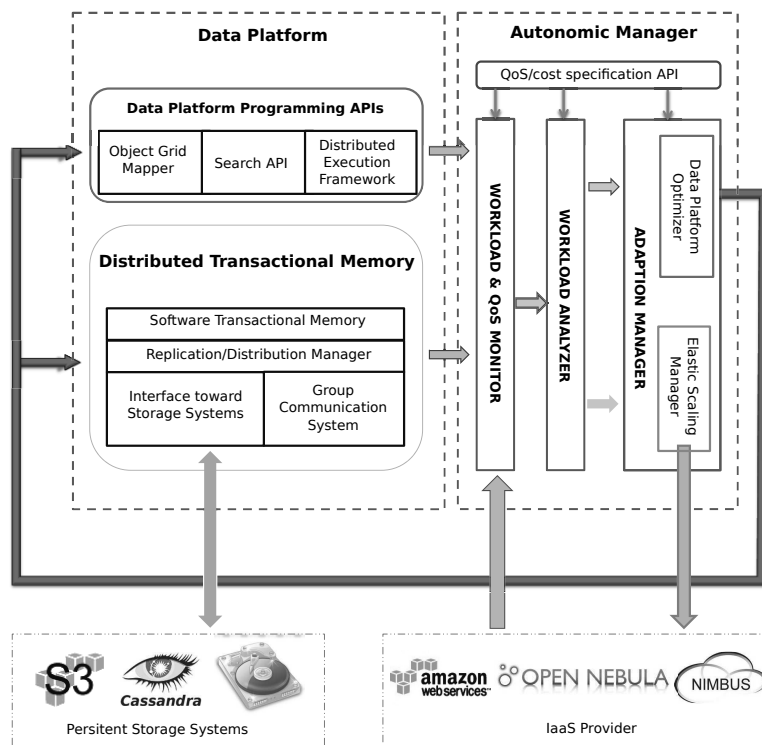 Data Platform
Autonomic Manager
QoS/cost specification API
Data Platform Programming APIs
Object Grid
Mapper
Search API
Distributed
Execution
Framework
Distributed Transactional Memory
Software Transactional Memory
Replication/Distribution Manager
Interface toward
Storage Systems
Group
Communication
System
WORKLOAD & QoS MONITOR
WORKLOAD ANALYZER
ADAPTION MANAGER
Data Platform
Optimizer
Elastic Scaling
Manager
S3
Cassandra
Persitent Storage Systems
amazon
web services™
OPEN NEBULA
NIMBUS
IaaS Provider